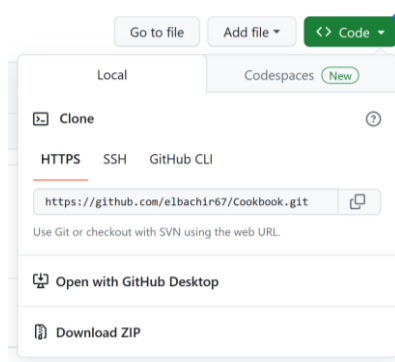 Go to file Add file <> Code
Local Codespaces New
Clone
HTTPS SSH GitHub CLI
https://github.com/elbachir67/Cookbook.git
Use Git or checkout with SVN using the web URL.
Open with GitHub Desktop
Download ZIP